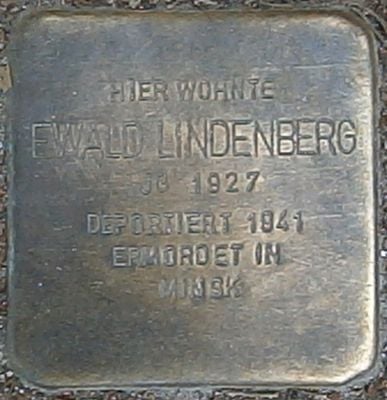 HIER WOHNTE
EWALD LINDENBERG
JG 1927
DEPORTIERT 1941
ERMORDET IN
MINSK